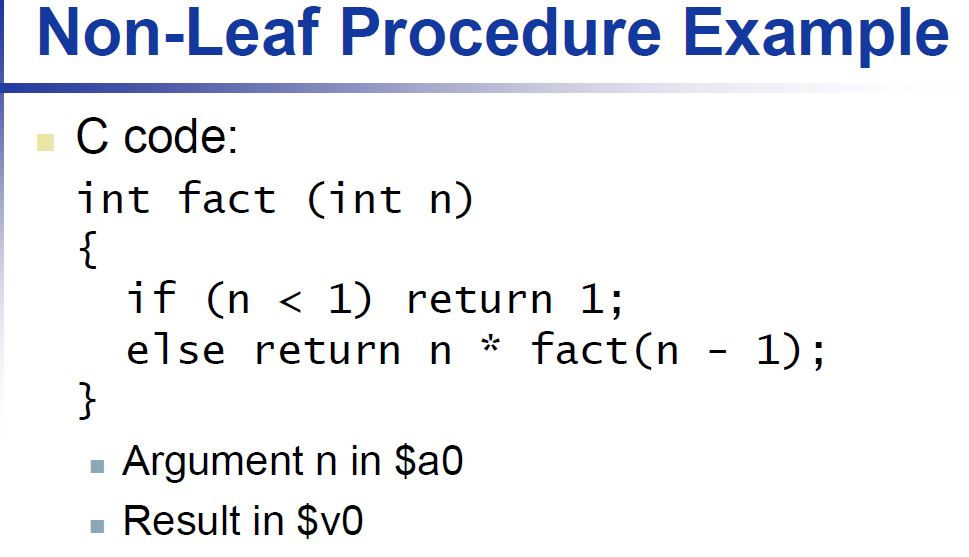 Non-Leaf Procedure Example
C code:
int fact (int n)
{
if (n < 1) return 1;
else return n * fact(n - 1);
}
Argument n in $a0
Result in $v0